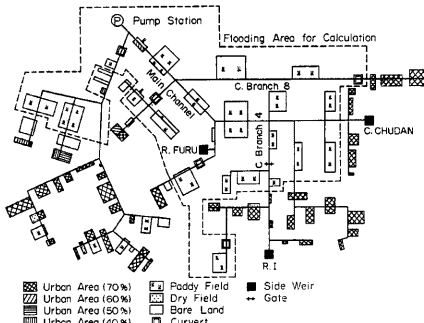 P Pump Station
Flooding Area for Calculation
Main Channel
C. Branch 8
C. Branch 4
C. CHUDAN
R. FURU
R. I
Urban Area (70%)
Urban Area (60%)
Urban Area (50%)
Urban Area (40%)
Paddy Field
Dry Field
Bare Land
Curvert
Side Weir
Gate